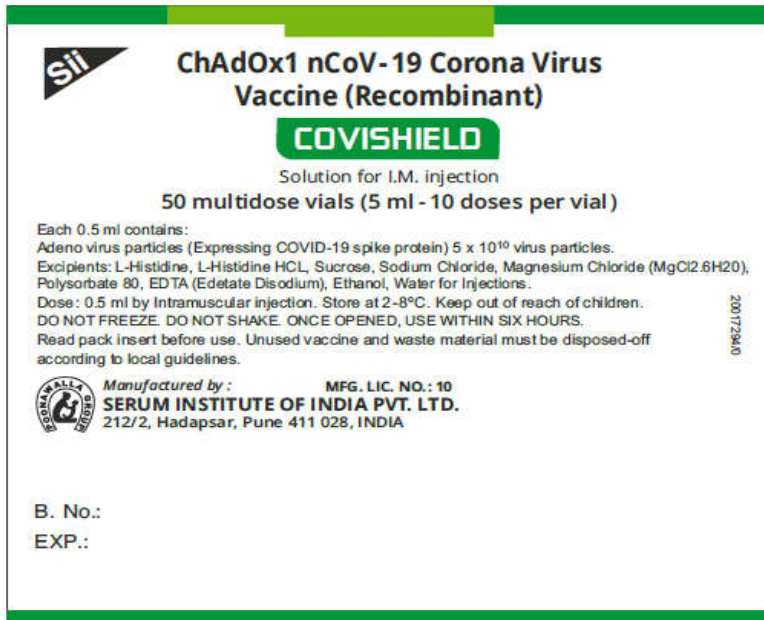 Sii
ChAdOx1 nCoV-19 Corona Virus
Vaccine (Recombinant)
COVISHIELD
Solution for I.M. injection
50 multidose vials (5 ml - 10 doses per vial)
Each 0.5 ml contains:
Adeno virus particles (Expressing COVID-19 spike protein) 5 x 10¹⁰ virus particles.
Excipients: L-Histidine, L-Histidine HCL, Sucrose, Sodium Chloride, Magnesium Chloride (MgCl2.6H20),
Polysorbate 80, EDTA (Edetate Disodium), Ethanol, Water for Injections.
Dose: 0.5 ml by Intramuscular injection. Store at 2-8ºC. Keep out of reach of children.
DO NOT FREEZE. DO NOT SHAKE. ONCE OPENED, USE WITHIN SIX HOURS.
Read pack insert before use. Unused vaccine and waste material must be disposed-off
according to local guidelines.
20017294/0
POONAWALLA GROUP
Manufactured by : MFG. LIC. NO.: 10
SERUM INSTITUTE OF INDIA PVT. LTD.
212/2, Hadapsar, Pune 411 028, INDIA
B. No.:
EXP.: